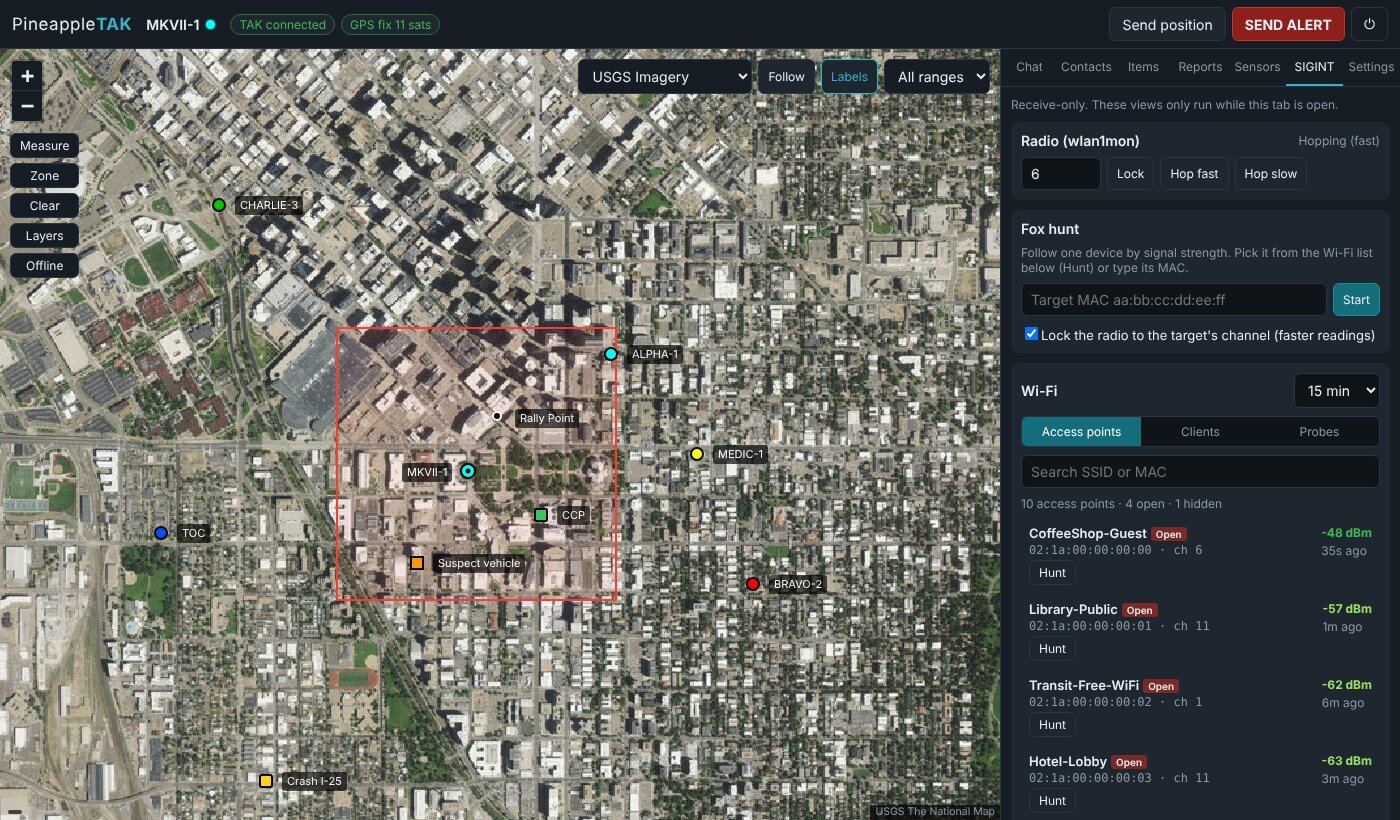 PineappleTAK MKVII-1 TAK connected GPS fix 11 sats Send position SEND ALERT
+
−
USGS Imagery Follow Labels All ranges
Measure
Zone
Clear
Layers
Offline
CHARLIE-3
ALPHA-1
Rally Point
MEDIC-1
MKVII-1
CCP
TOC
Suspect vehicle
BRAVO-2
Crash I-25
USGS The National Map
Chat Contacts Items Reports Sensors SIGINT Settings
Receive-only. These views only run while this tab is open.
Radio (wlan1mon) Hopping (fast)
6 Lock Hop fast Hop slow
Fox hunt
Follow one device by signal strength. Pick it from the Wi-Fi list
below (Hunt) or type its MAC.
Target MAC aa:bb:cc:dd:ee:ff Start
Lock the radio to the target's channel (faster readings)
Wi-Fi 15 min
Access points Clients Probes
Search SSID or MAC
10 access points · 4 open · 1 hidden
CoffeeShop-Guest Open -48 dBm
02:1a:00:00:00:00 · ch 6 35s ago
Hunt
Library-Public Open -57 dBm
02:1a:00:00:00:01 · ch 11 1m ago
Hunt
Transit-Free-WiFi Open -62 dBm
02:1a:00:00:00:02 · ch 1 6m ago
Hunt
Hotel-Lobby Open -63 dBm
02:1a:00:00:00:03 · ch 11 3m ago
Hunt